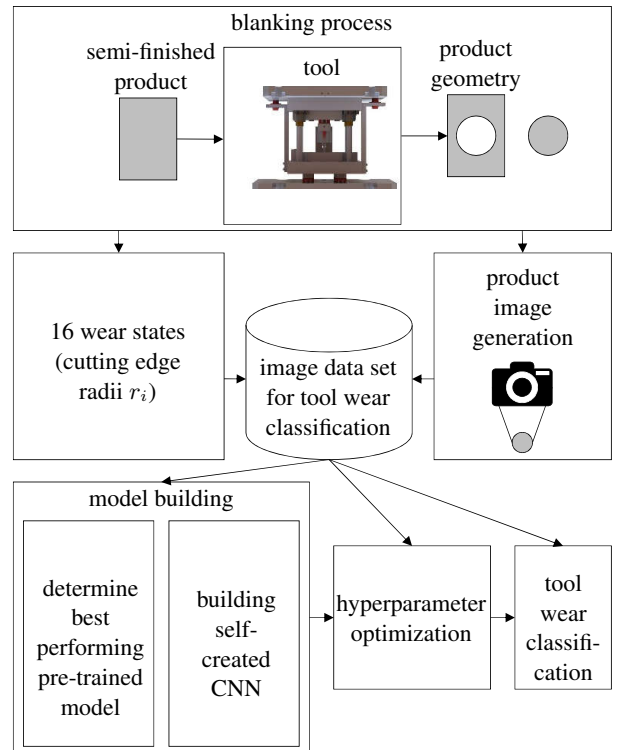 blanking process
semi-finished
product
tool
product
geometry
16 wear states
(cutting edge
radii r_i)
image data set
for tool wear
classification
product
image
generation
model building
determine
best
performing
pre-trained
model
building
self-
created
CNN
hyperparameter
optimization
tool
wear
classifi-
cation